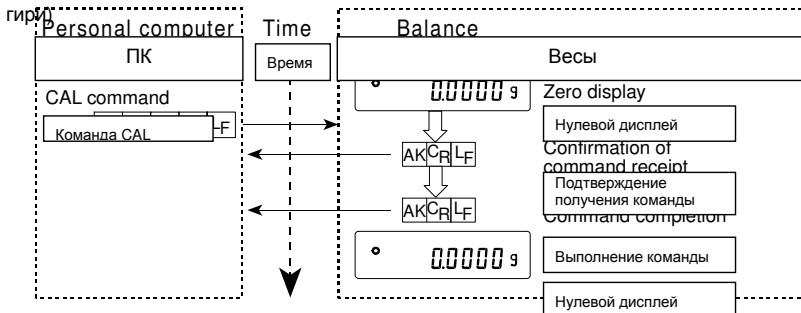 гири)
Personal computer
Time
Balance
ПК
Время
Весы
CAL command
Команда CAL
LF
0.0000 g
Zero display
Нулевой дисплей
AK CR LF
Confirmation of
command receipt
Подтверждение
получения команды
AK CR LF
Command completion
0.0000 g
Выполнение команды
Нулевой дисплей